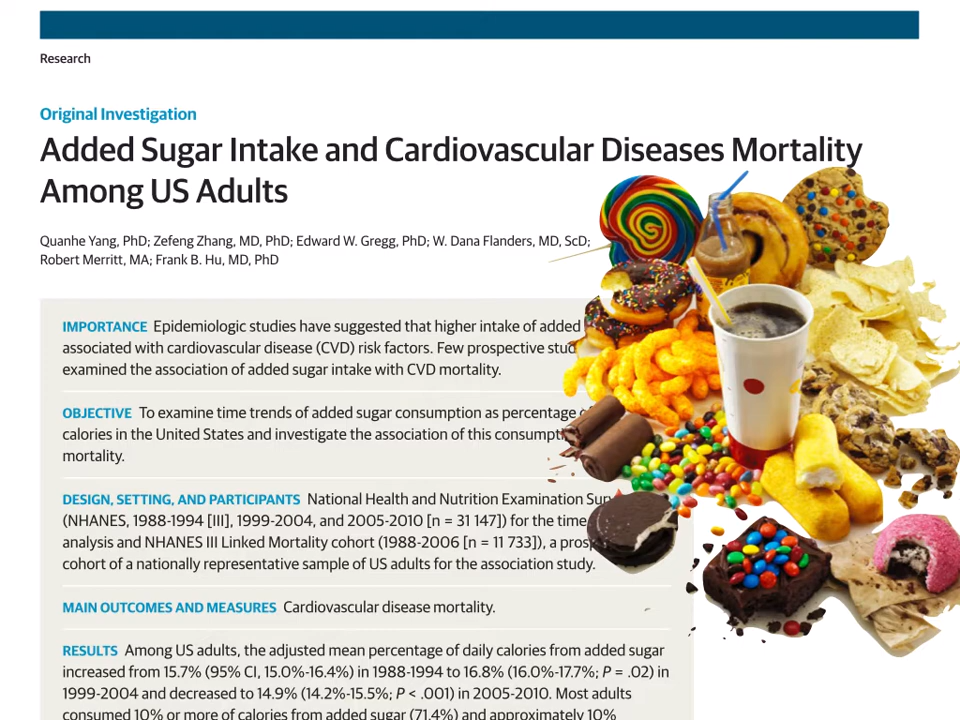 Research
Original Investigation
Added Sugar Intake and Cardiovascular Diseases Mortality
Among US Adults
Quanhe Yang, PhD; Zefeng Zhang, MD, PhD; Edward W. Gregg, PhD; W. Dana Flanders, MD, ScD;
Robert Merritt, MA; Frank B. Hu, MD, PhD
IMPORTANCE Epidemiologic studies have suggested that higher intake of added
associated with cardiovascular disease (CVD) risk factors. Few prospective
examined the association of added sugar intake with CVD mortality.
OBJECTIVE To examine time trends of added sugar consumption as percentage
calories in the United States and investigate the association of this
mortality.
DESIGN, SETTING, AND PARTICIPANTS National Health and Nutrition Examination
(NHANES, 1988-1994 [III], 1999-2004, and 2005-2010 [n = 31 147]) for the time
analysis and NHANES III Linked Mortality cohort (1988-2006 [n = 11 733]), a
cohort of a nationally representative sample of US adults for the association study.
MAIN OUTCOMES AND MEASURES Cardiovascular disease mortality.
RESULTS Among US adults, the adjusted mean percentage of daily calories from added sugar
increased from 15.7% (95% CI, 15.0%-16.4%) in 1988-1994 to 16.8% (16.0%-17.7%; P = .02) in
1999-2004 and decreased to 14.9% (14.2%-15.5%; P < .001) in 2005-2010. Most adults
consumed 10% or more of calories from added sugar (71.4%) and approximately 10%